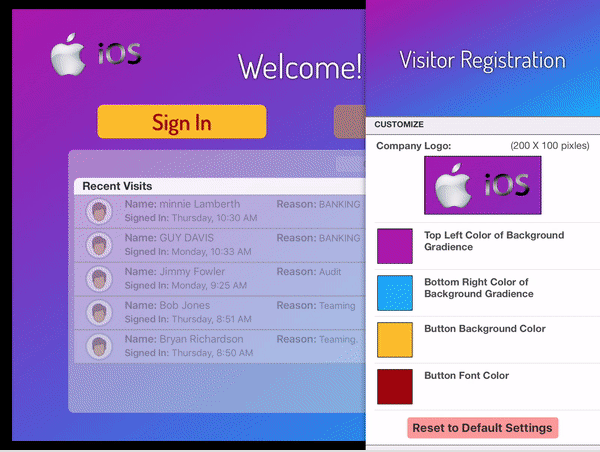 iOS
Welcome!
Sign In
Recent Visits
Name: minnie Lamberth Reason: BANKING
Signed In: Thursday, 10:30 AM
Name: GUY DAVIS Reason: BANKING
Signed In: Monday, 10:33 AM
Name: Jimmy Fowler Reason: Audit
Signed In: Monday, 9:25 AM
Name: Bob Jones Reason: Teaming
Signed In: Thursday, 8:51 AM
Name: Bryan Richardson Reason: Teaming.
Signed In: Thursday, 8:50 AM
Visitor Registration
CUSTOMIZE
Company Logo: (200 X 100 pixles)
iOS
Top Left Color of Background
Gradience
Bottom Right Color of
Background Gradience
Button Background Color
Button Font Color
Reset to Default Settings